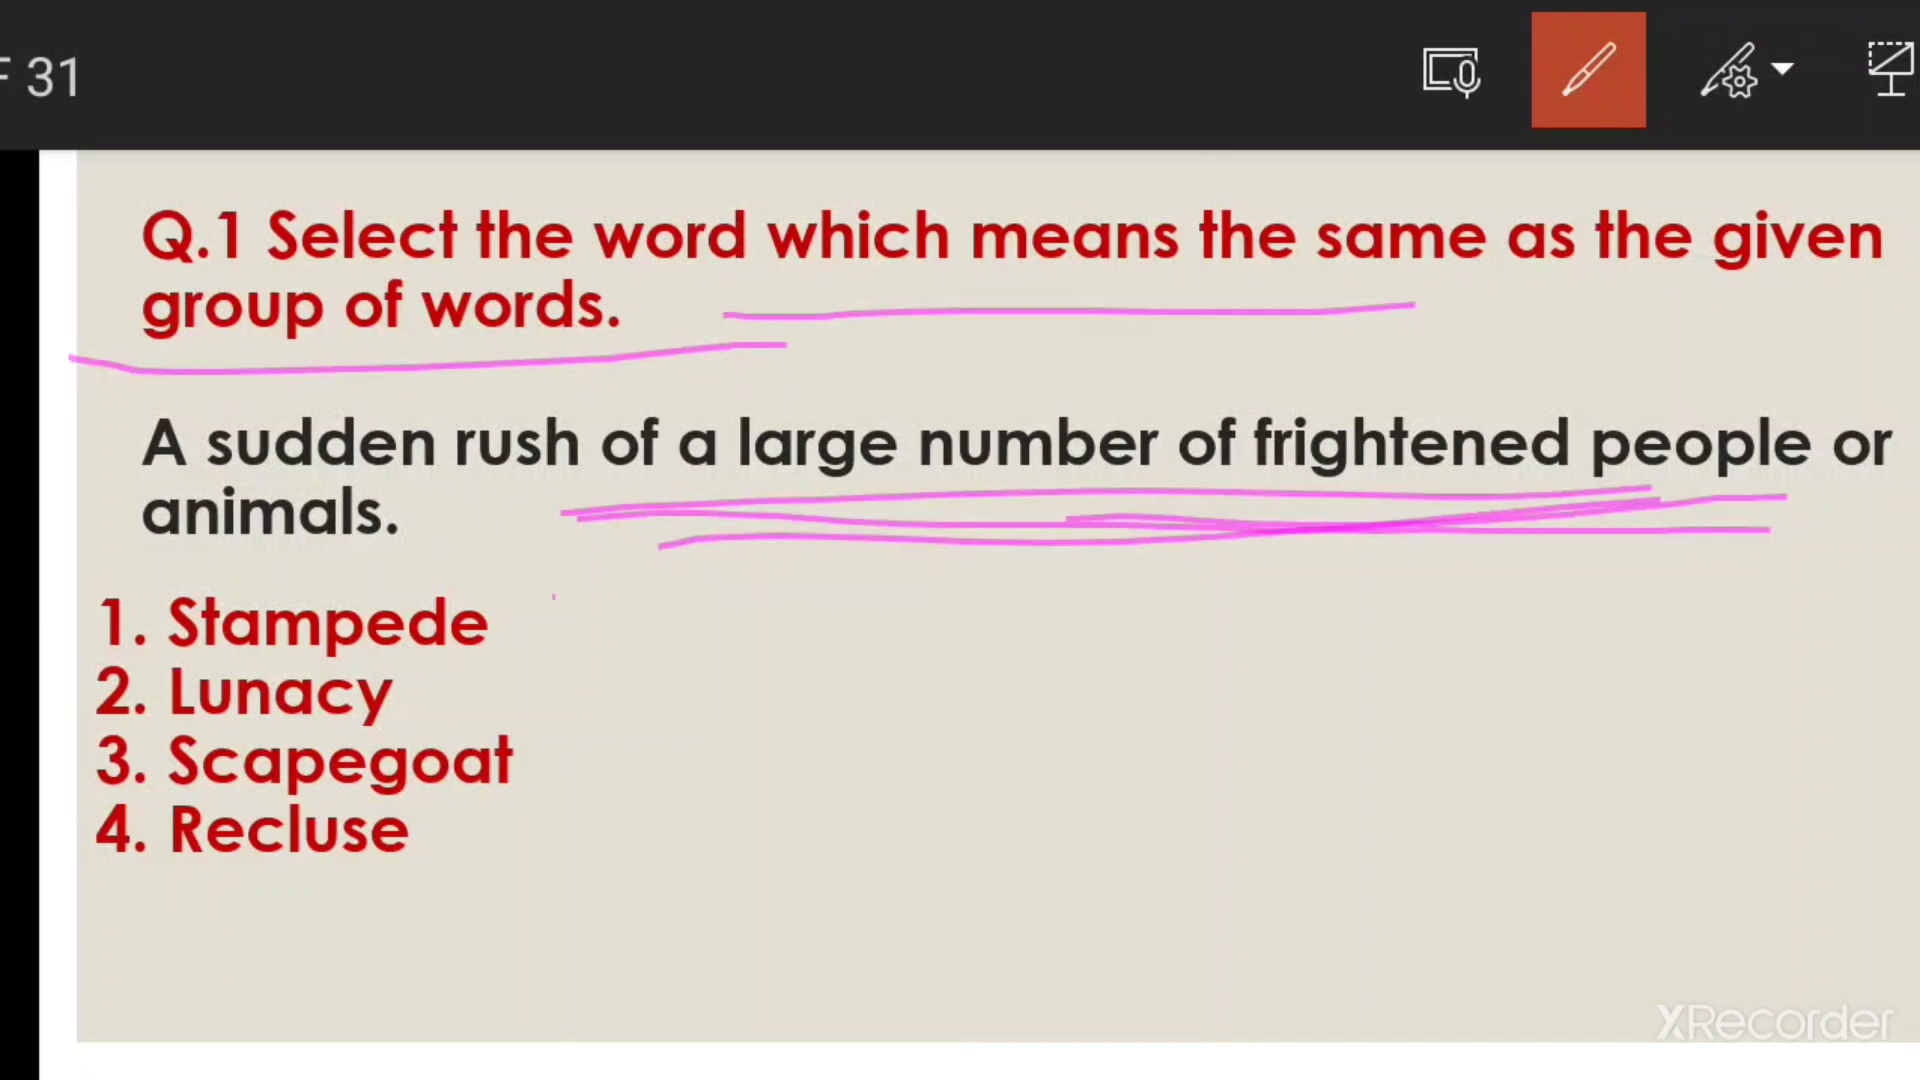 31
Q.1 Select the word which means the same as the given
group of words.
A sudden rush of a large number of frightened people or
animals.
1. Stampede
2. Lunacy
3. Scapegoat
4. Recluse
XRecorder